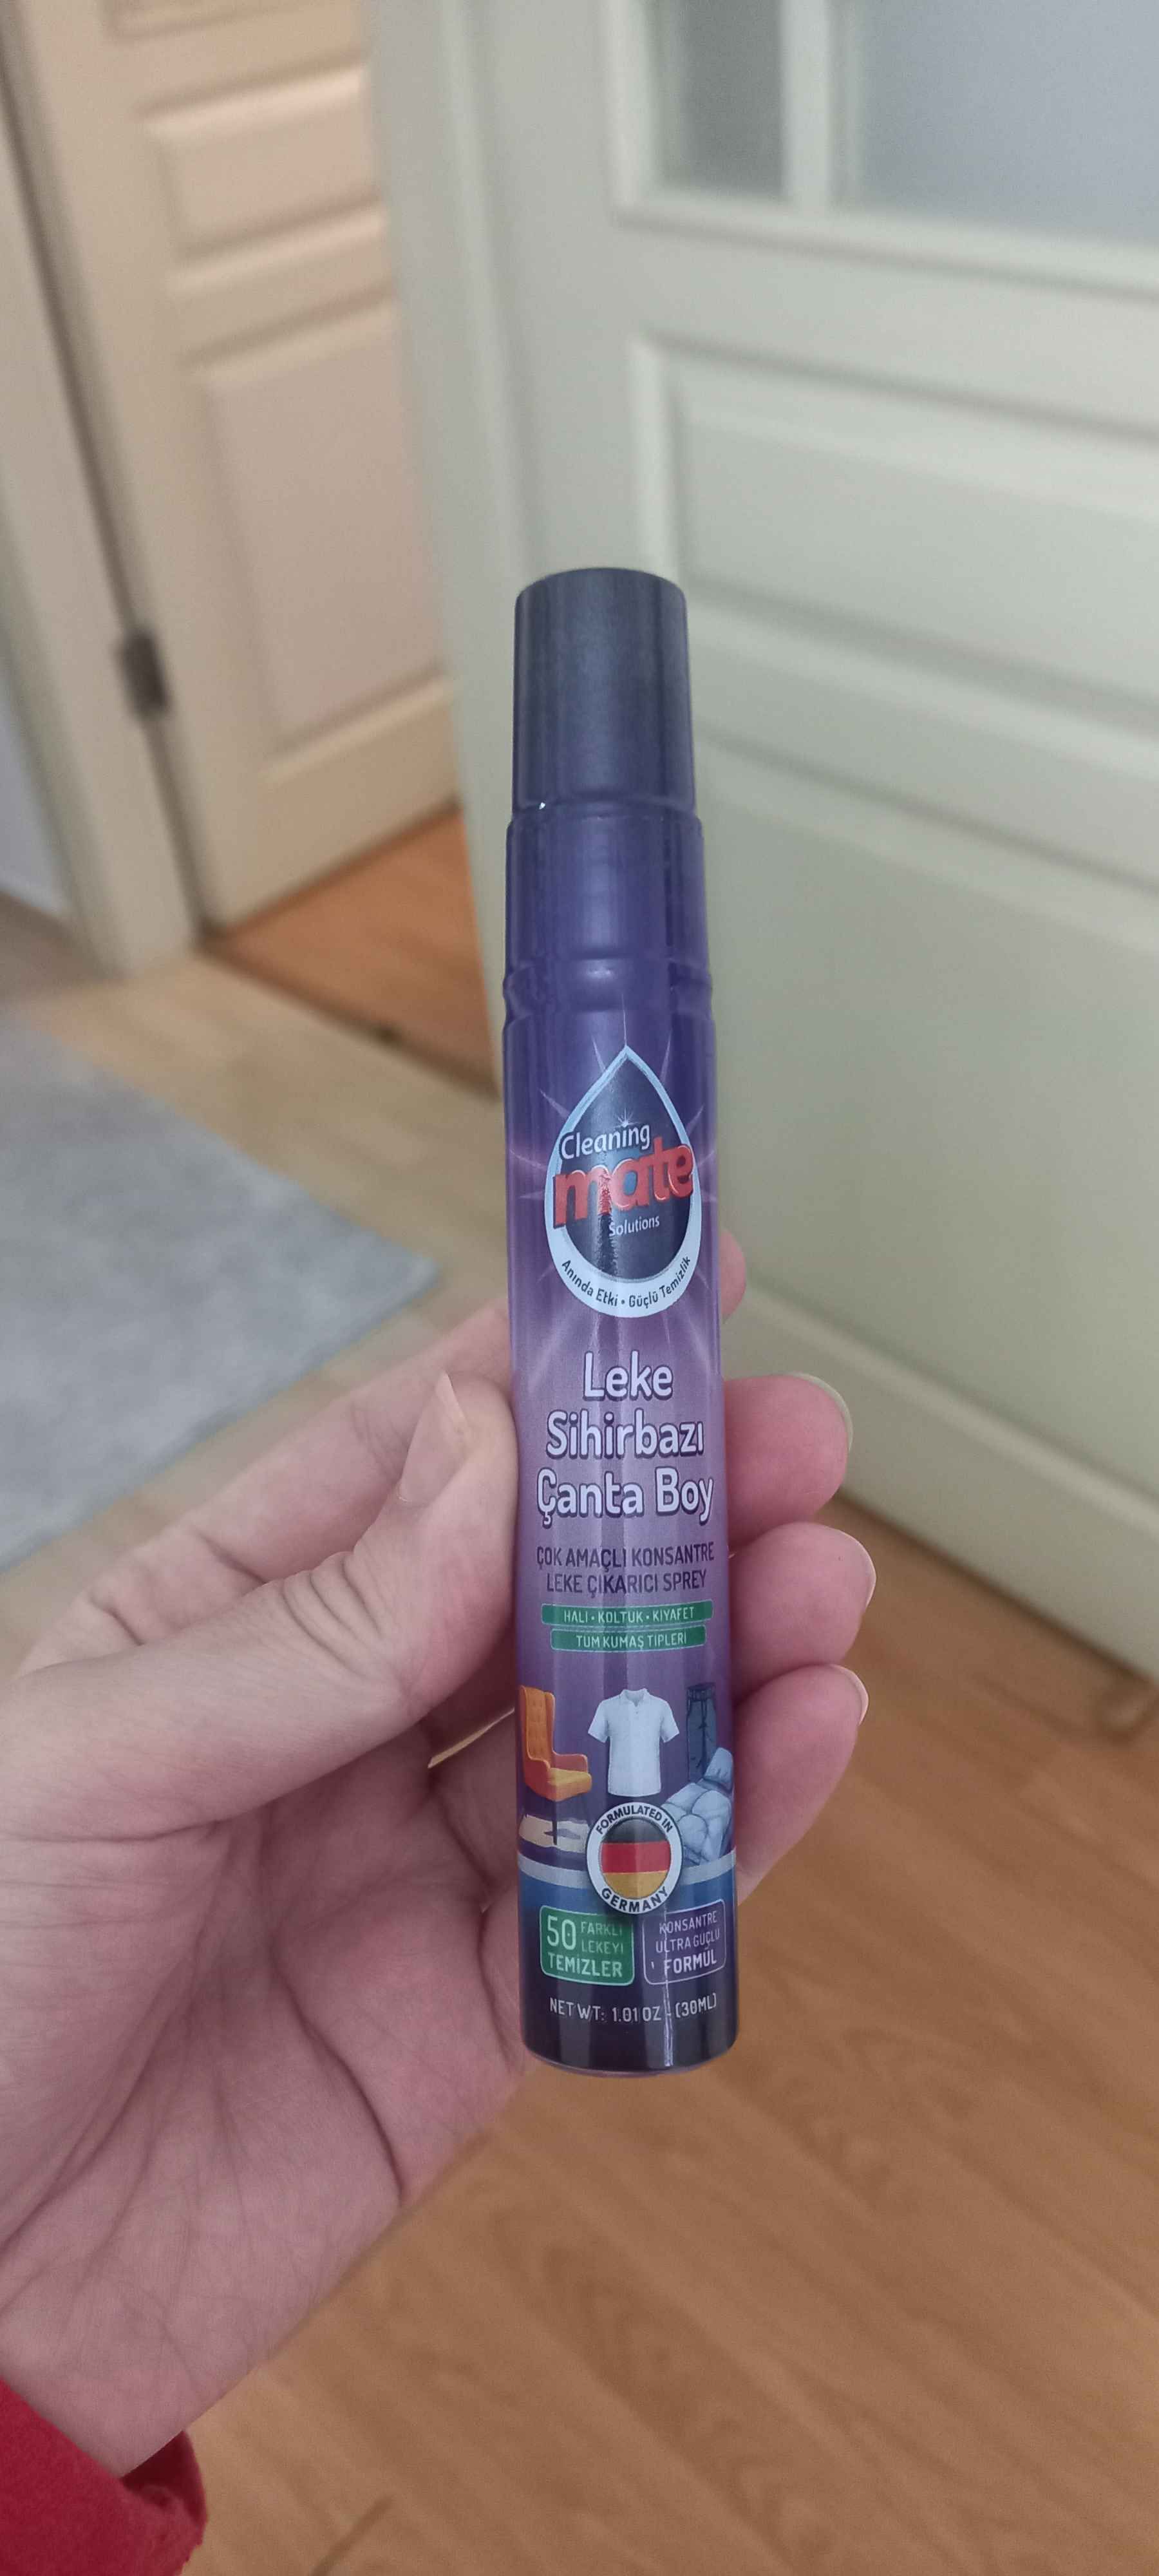 Cleaning
mate
Solutions
Anında Etki • Güçlü Temizlik
Leke
Sihirbazı
Çanta Boy
ÇOK AMAÇLI KONSANTRE
LEKE ÇIKARICI SPREY
HALI • KOLTUK • KIYAFET
TÜM KUMAŞ TİPLERİ
FORMULATED IN
GERMANY
50 FARKLI
LEKEYİ
TEMİZLER
KONSANTRE
ULTRA GÜÇLÜ
FORMÜL
NET WT: 1.01 OZ - (30ML)